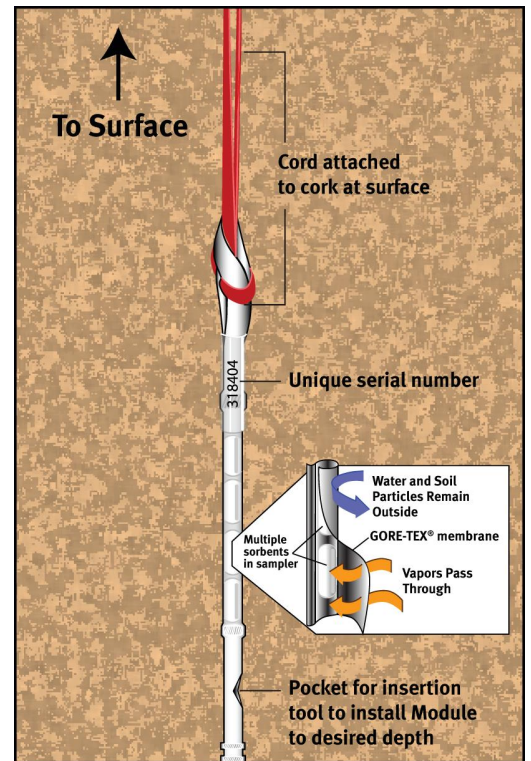 To Surface
Cord attached
to cork at surface
318404
Unique serial number
Water and Soil
Particles Remain
Outside
GORE-TEX® membrane
Multiple
sorbents
in sampler
Vapors Pass
Through
Pocket for insertion
tool to install Module
to desired depth